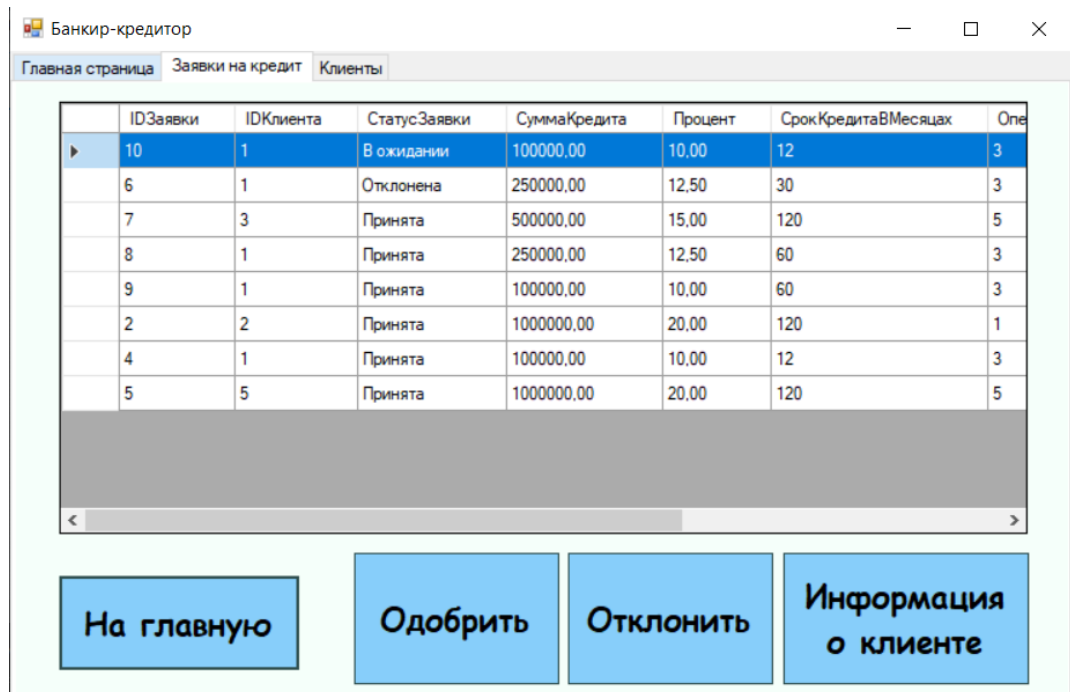 Банкир-кредитор
Главная страница Заявки на кредит Клиенты
IDЗаявки IDКлиента СтатусЗаявки СуммаКредита Процент СрокКредитаВМесяцах Опе
10 1 В ожидании 100000,00 10,00 12 3
6 1 Отклонена 250000,00 12,50 30 3
7 3 Принята 500000,00 15,00 120 5
8 1 Принята 250000,00 12,50 60 3
9 1 Принята 100000,00 10,00 60 3
2 2 Принята 1000000,00 20,00 120 1
4 1 Принята 100000,00 10,00 12 3
5 5 Принята 1000000,00 20,00 120 5
На главную Одобрить Отклонить Информация
о клиенте